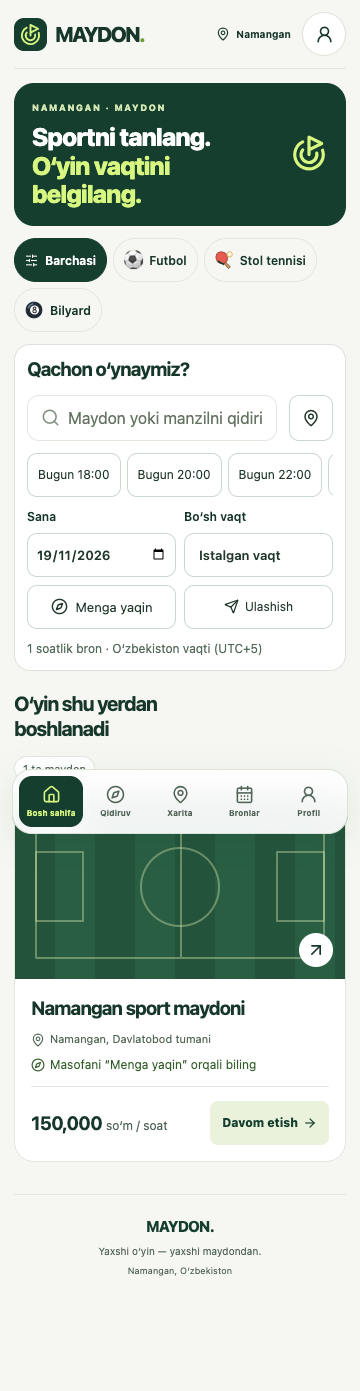 MAYDON.
Namangan
NAMANGAN · MAYDON
Sportni tanlang.
O‘yin vaqtini
belgilang.
Barchasi
Futbol
Stol tennisi
Bilyard
Qachon o‘ynaymiz?
Maydon yoki manzilni qidiri
Bugun 18:00
Bugun 20:00
Bugun 22:00
Sana
Bo‘sh vaqt
19/11/2026
Istalgan vaqt
Menga yaqin
Ulashish
1 soatlik bron · O‘zbekiston vaqti (UTC+5)
O‘yin shu yerdan
boshlanadi
1 ta maydon
Bosh sahifa
Qidiruv
Xarita
Bronlar
Profil
Namangan sport maydoni
Namangan, Davlatobod tumani
Masofani “Menga yaqin” orqali biling
150,000 so‘m / soat
Davom etish
MAYDON.
Yaxshi o‘yin — yaxshi maydondan.
Namangan, O‘zbekiston